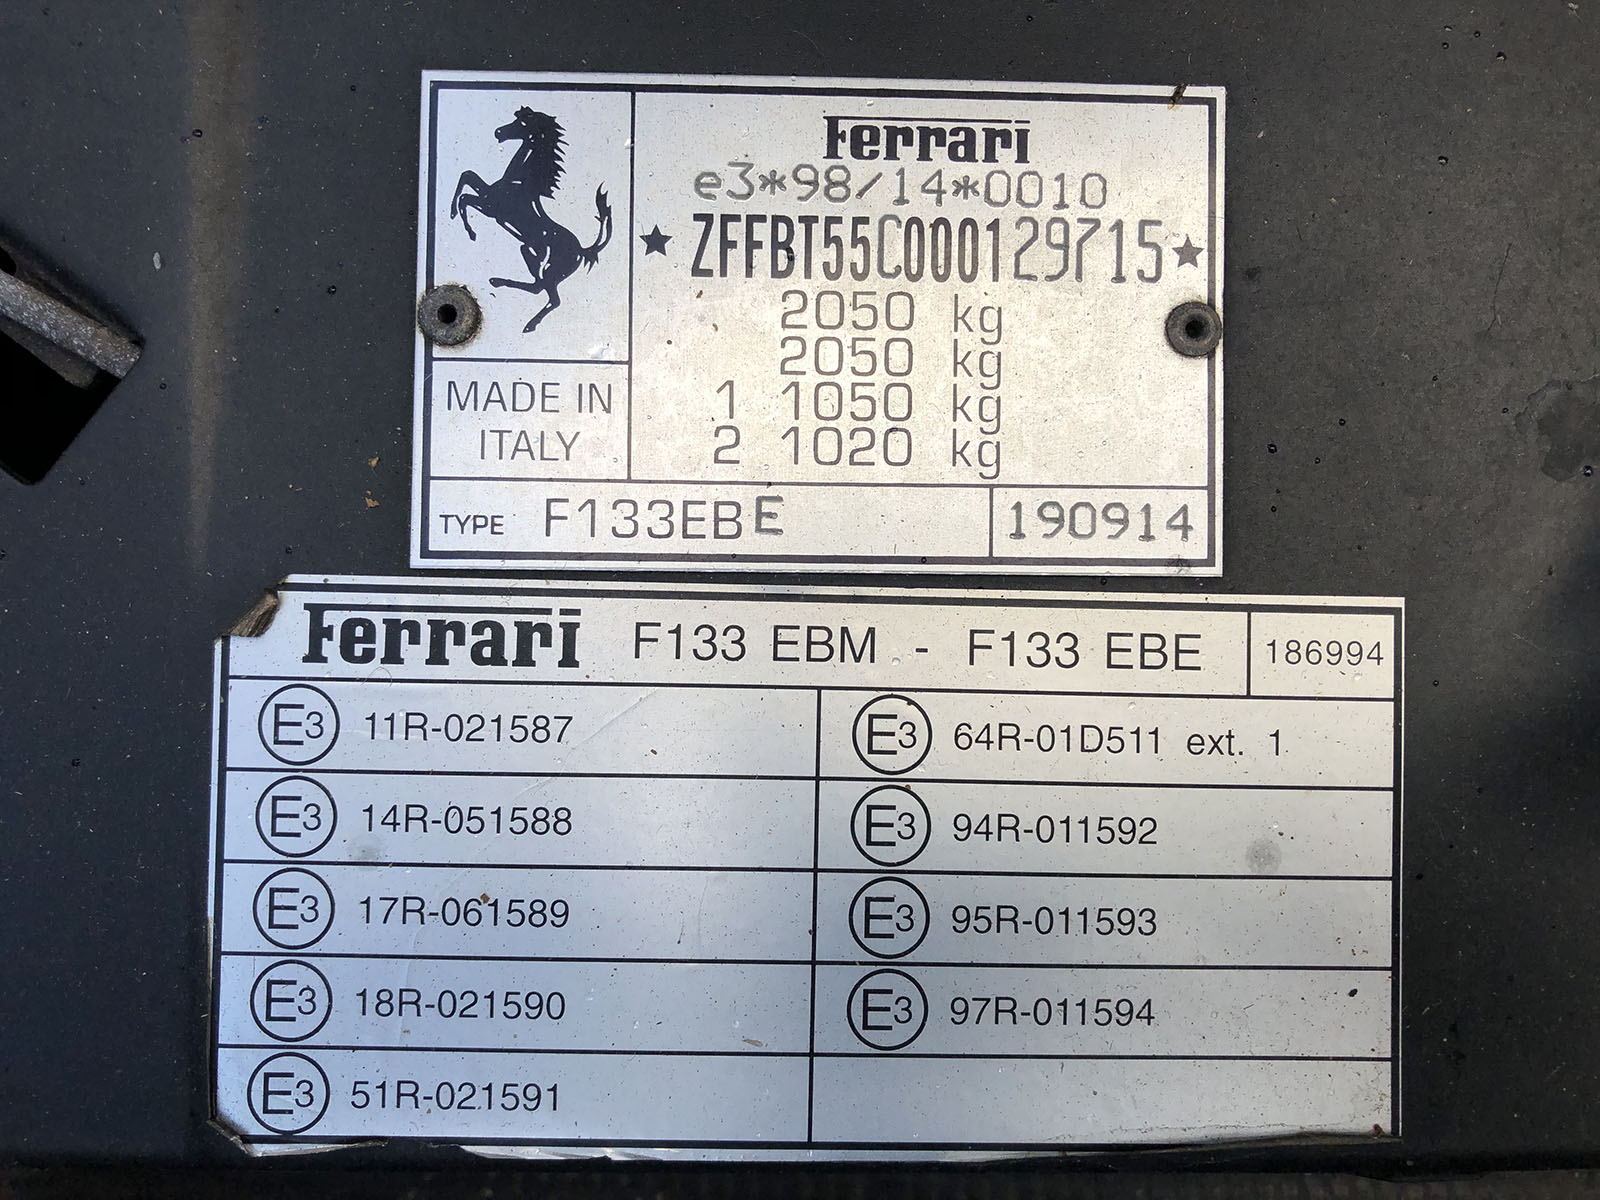 Ferrari
e3*98/14*0010
★ ZFFBT55C000129715 ★
2050 kg
2050 kg
1 1050 kg
2 1020 kg
MADE IN
ITALY
TYPE F133EBE
190914
Ferrari F133 EBM - F133 EBE 186994
E3 11R-021587
E3 14R-051588
E3 17R-061589
E3 18R-021590
E3 51R-021591
E3 64R-01D511 ext. 1
E3 94R-011592
E3 95R-011593
E3 97R-011594